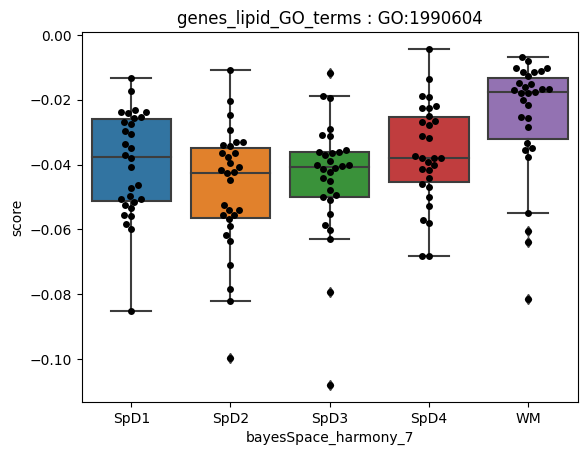 genes_lipid_GO_terms : GO:1990604
0.00
−0.02
−0.04
−0.06
−0.08
−0.10
score
SpD1 SpD2 SpD3 SpD4 WM
bayesSpace_harmony_7